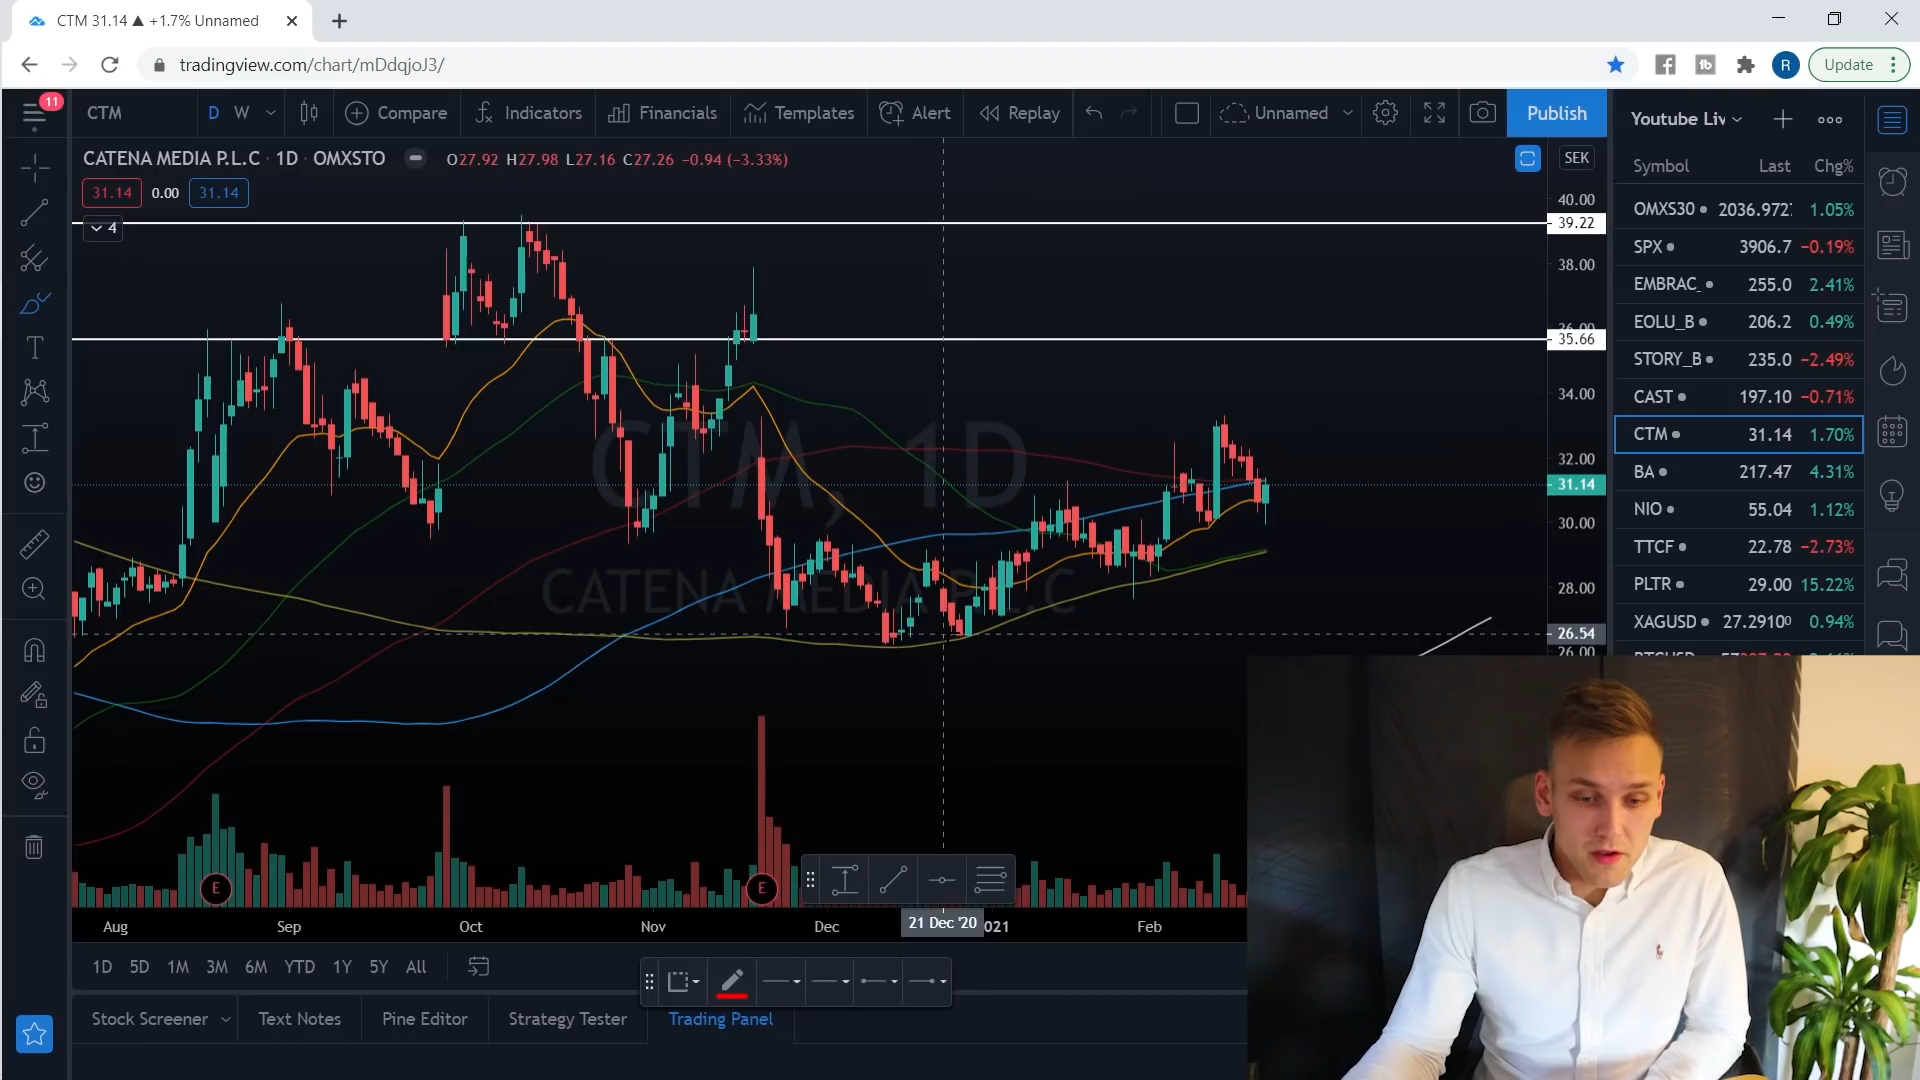 CTM 31.14 ▲ +1.7% Unnamed
tradingview.com/chart/mDdqjoJ3/
R
Update
11
CTM
D W
Compare
Indicators
Financials
Templates
Alert
Replay
Unnamed
Publish
CATENA MEDIA P.L.C · 1D · OMXSTO
O27.92 H27.98 L27.16 C27.26 −0.94 (−3.33%)
SEK
31.14 0.00 31.14
4
CTM, 1D
CATENA MEDIA P.L.C
40.00
39.22
38.00
36.00
35.66
34.00
32.00
31.14
30.00
28.00
26.54
26.00
E
E
Aug Sep Oct Nov Dec 21 Dec '20 021 Feb
1D 5D 1M 3M 6M YTD 1Y 5Y All
Stock Screener Text Notes Pine Editor Strategy Tester Trading Panel
Youtube Liv
Symbol Last Chg%
OMXS30 2036.972 1.05%
SPX 3906.7 −0.19%
EMBRAC_ 255.0 2.41%
EOLU_B 206.2 0.49%
STORY_B 235.0 −2.49%
CAST 197.10 −0.71%
CTM 31.14 1.70%
BA 217.47 4.31%
NIO 55.04 1.12%
TTCF 22.78 −2.73%
PLTR 29.00 15.22%
XAGUSD 27.2910⁰ 0.94%